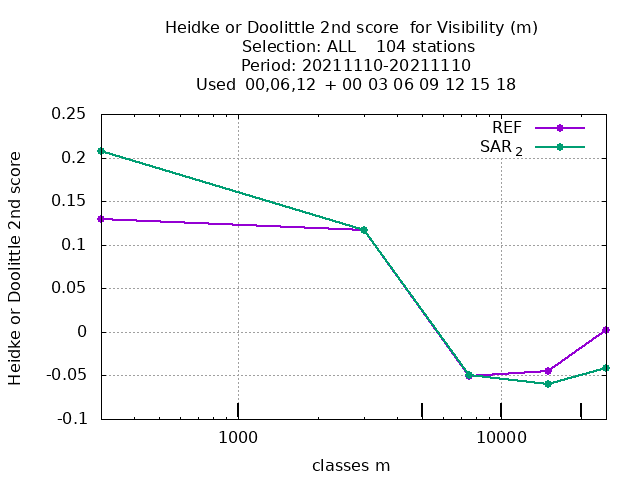 Heidke or Doolittle 2nd score  for Visibility (m)
Selection: ALL    104 stations
Period: 20211110-20211110
Used  00,06,12  + 00 03 06 09 12 15 18
REF
SAR 2
0.25
0.2
0.15
0.1
0.05
0
-0.05
-0.1
Heidke or Doolittle 2nd score
1000
10000
classes m